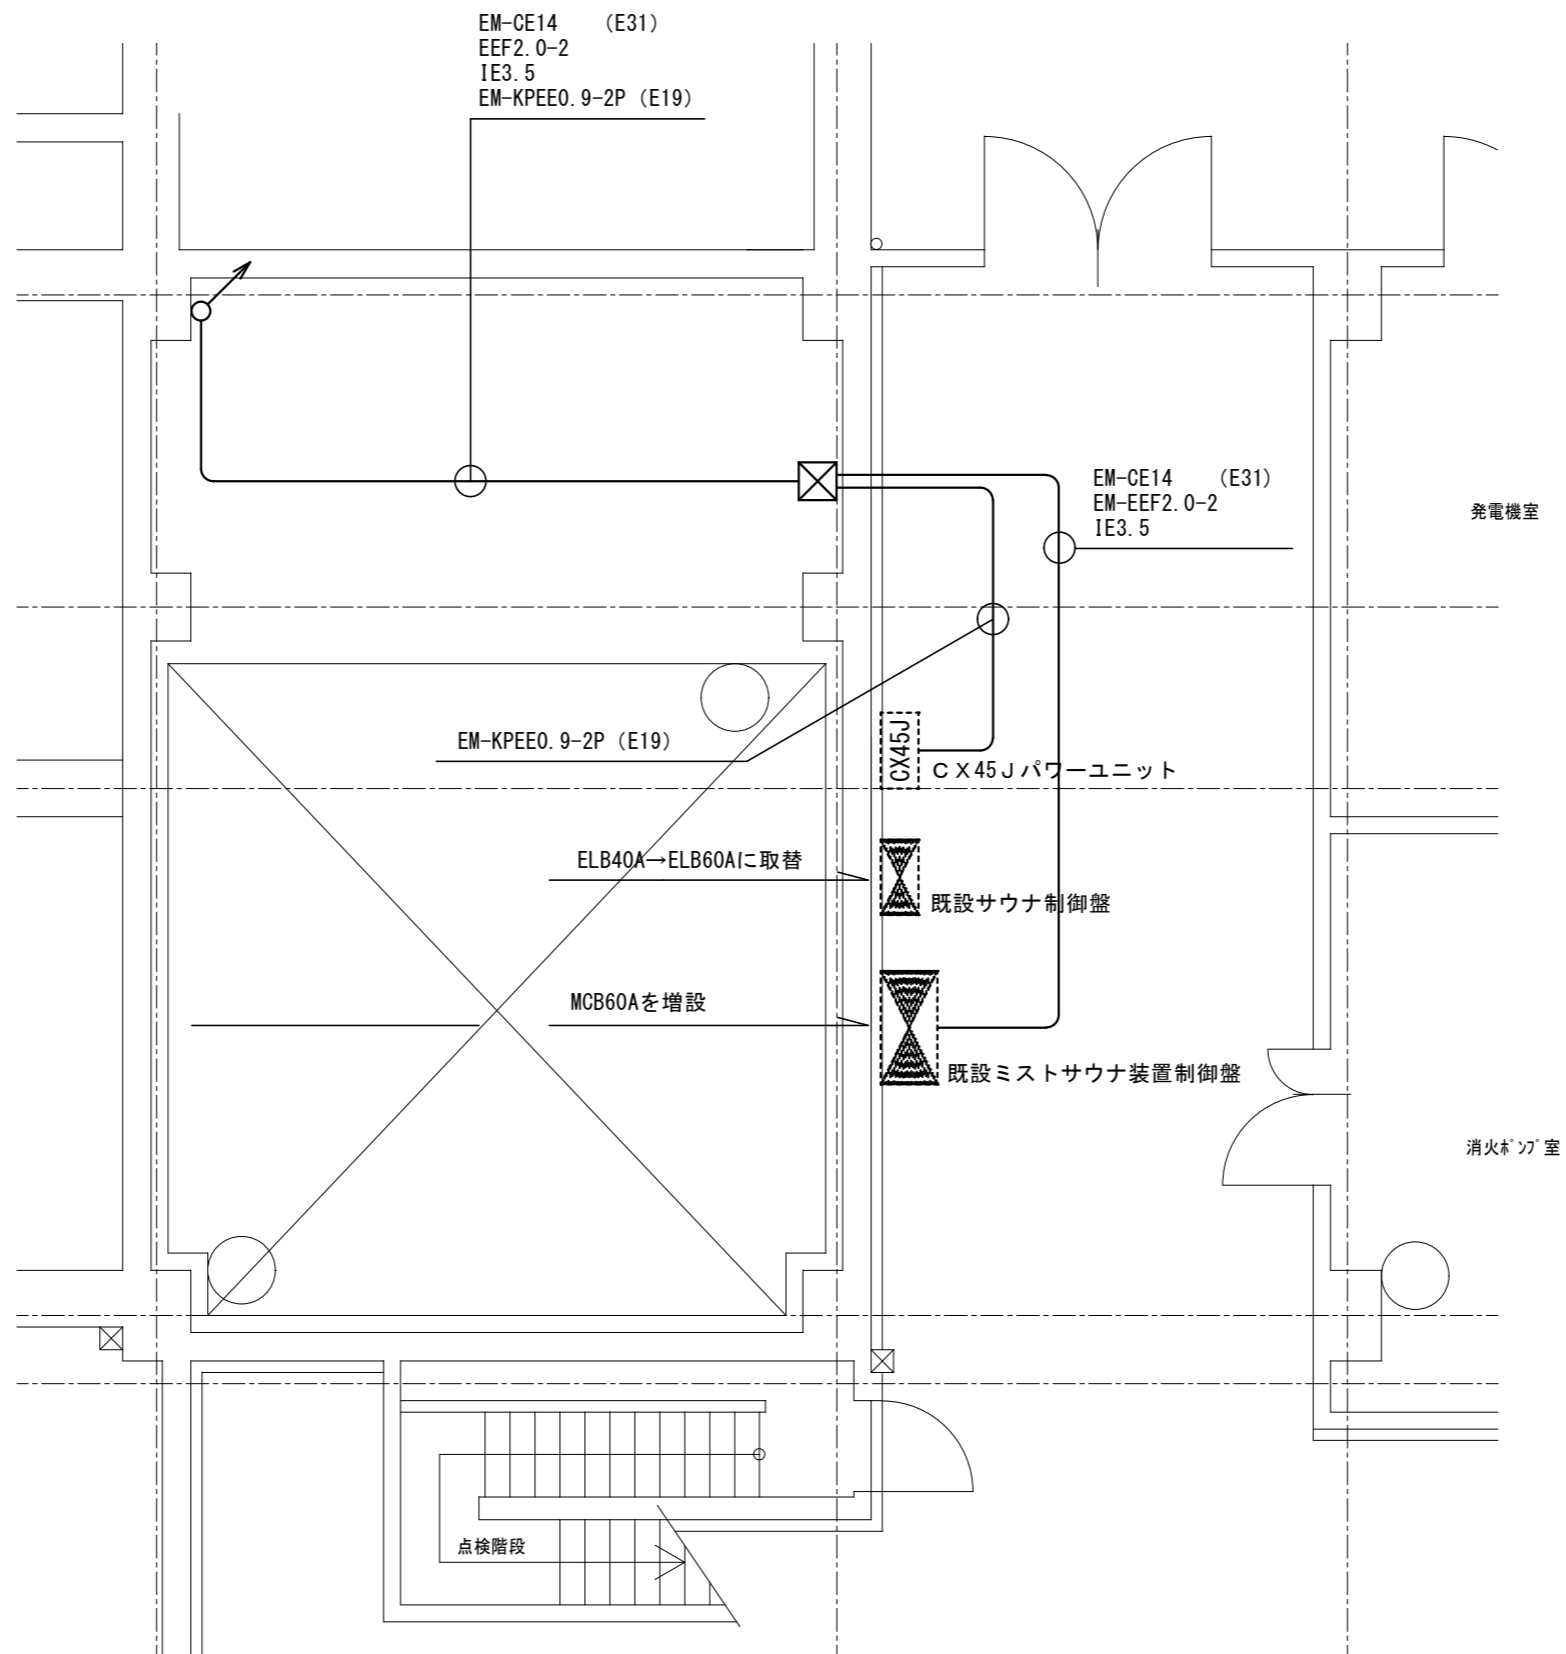 EM-CE14 (E31)
EEF2.0-2
IE3.5
EM-KPEE0.9-2P (E19)
EM-CE14 (E31)
EM-EEF2.0-2
IE3.5
発電機室
EM-KPEE0.9-2P (E19)
CX45J
ＣＸ45Ｊパワーユニット
ELB40A→ELB60Aに取替
既設サウナ制御盤
MCB60Aを増設
既設ミストサウナ装置制御盤
消火ﾎﾟﾝﾌﾟ室
点検階段